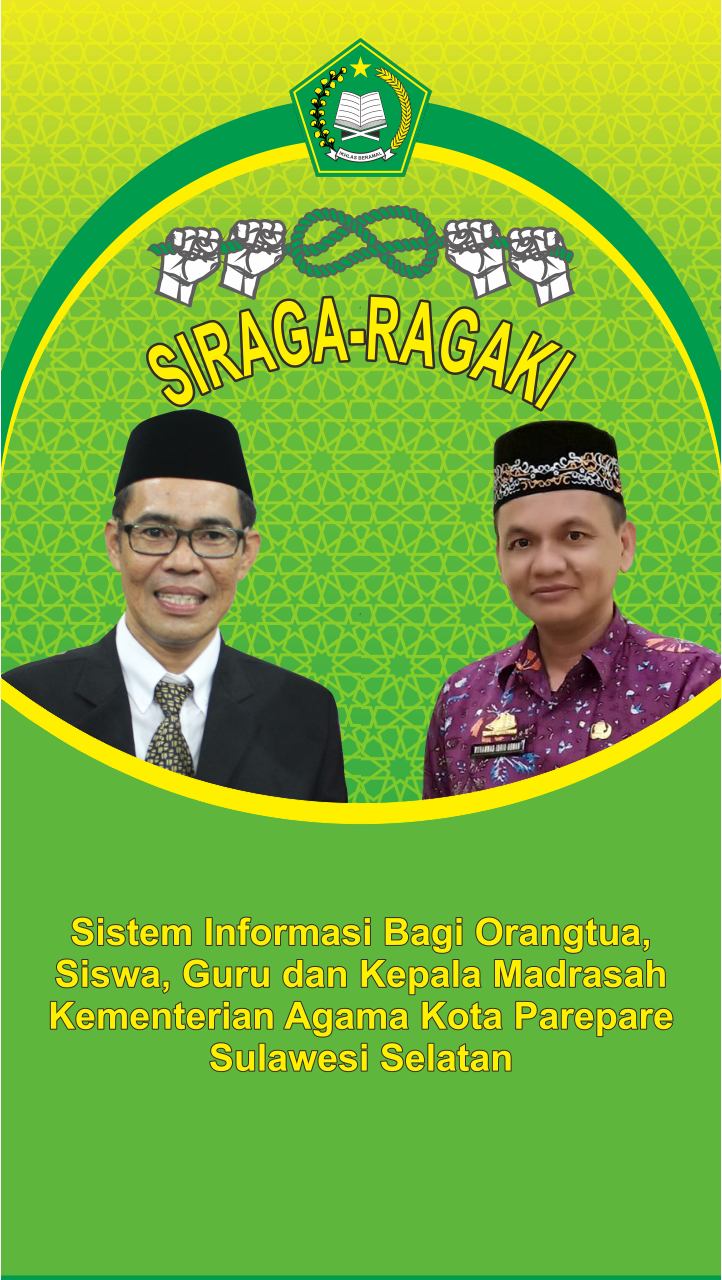 IKHLAS BERAMAL
SIRAGA-RAGAKI
Sistem Informasi Bagi Orangtua,
Siswa, Guru dan Kepala Madrasah
Kementerian Agama Kota Parepare
Sulawesi Selatan